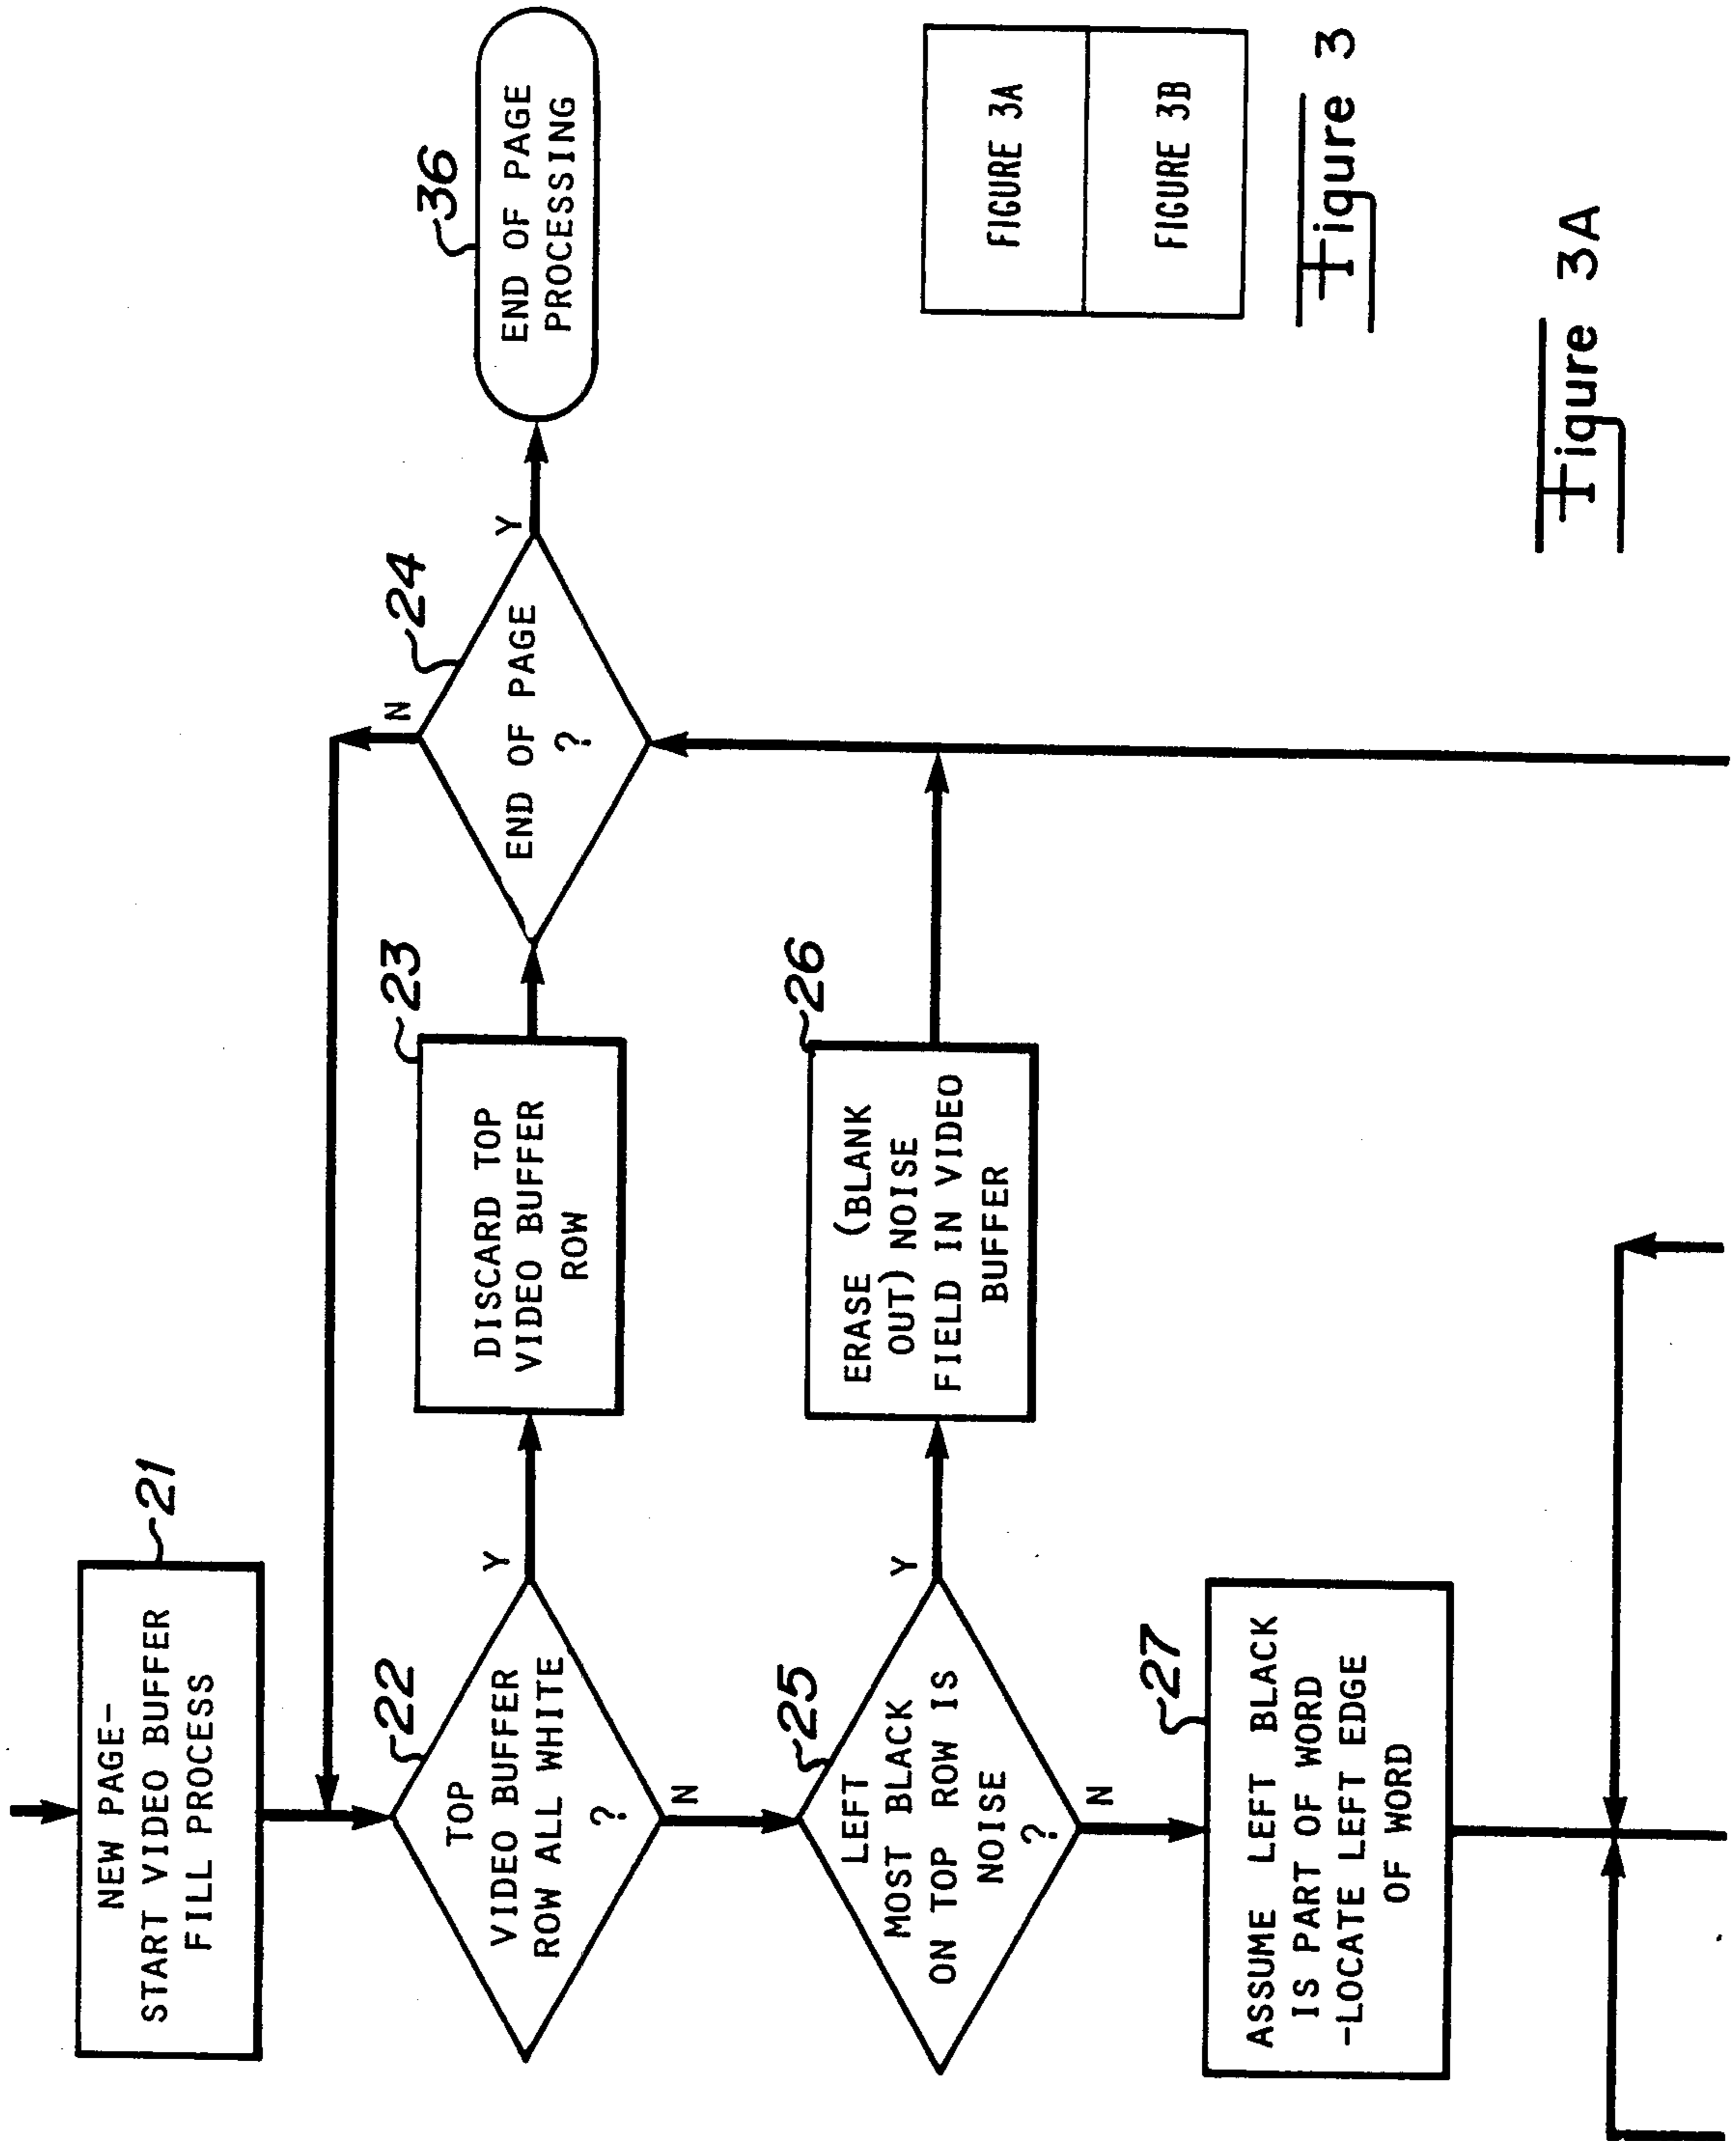 NEW PAGE-
START VIDEO BUFFER
FILL PROCESS
21
TOP
VIDEO BUFFER
ROW ALL WHITE
?
22
Y
N
DISCARD TOP
VIDEO BUFFER
ROW
23
END OF PAGE
?
24
N
Y
END OF PAGE
PROCESSING
36
LEFT
MOST BLACK
ON TOP ROW IS
NOISE
?
25
Y
N
ERASE (BLANK
OUT) NOISE
FIELD IN VIDEO
BUFFER
26
ASSUME LEFT BLACK
IS PART OF WORD
-LOCATE LEFT EDGE
OF WORD
27
FIGURE 3A
FIGURE 3B
Figure 3
Figure 3A